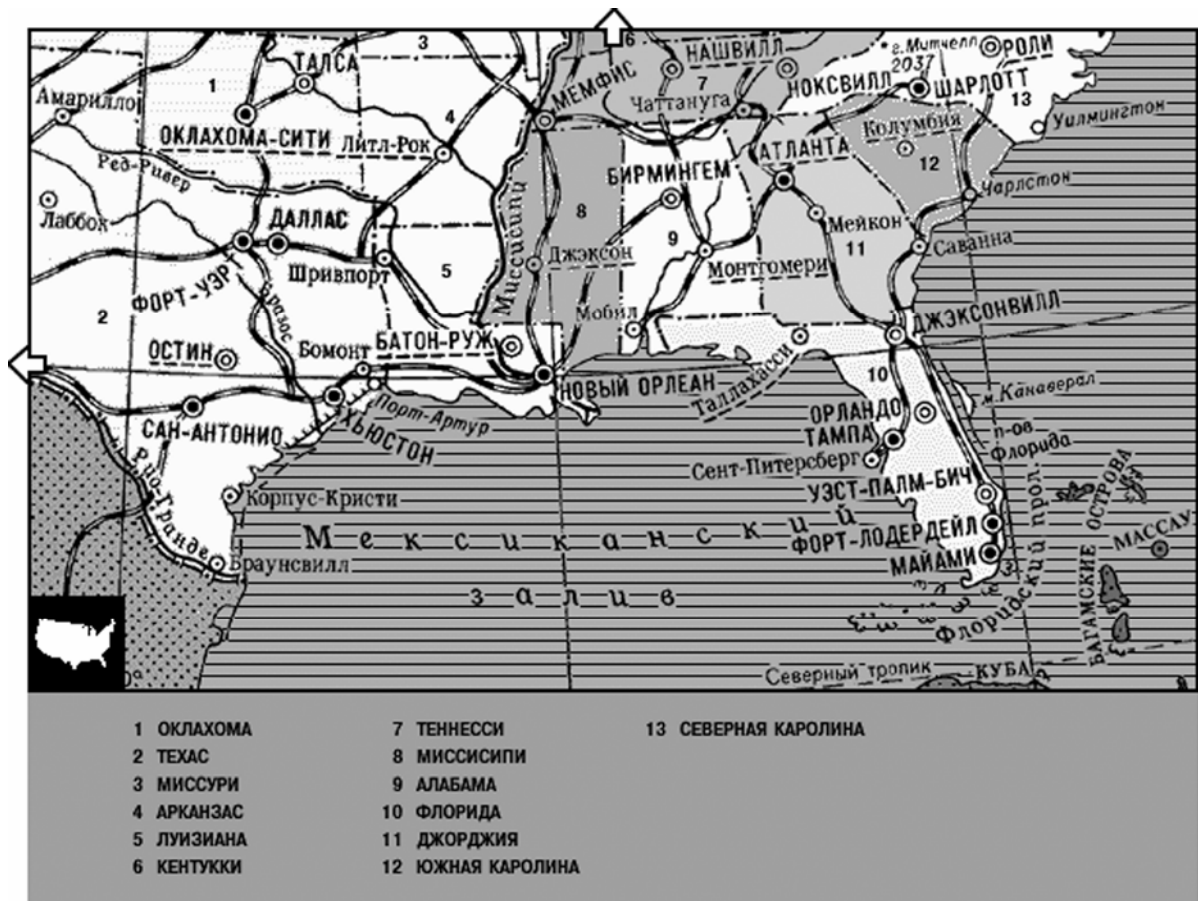 6
3
НАШВИЛЛ
г. Митчелл
2037
РОЛИ
ТАЛСА
1
7
МЕМФИС
НОКСВИЛЛ
ШАРЛОТТ
13
Амарилло
Чаттануга
Уилмингтон
4
ОКЛАХОМА-СИТИ
Литл-Рок
Колумбия
АТЛАНТА
12
Ред-Ривер
БИРМИНГЕМ
Чарлстон
Лаббок
ДАЛЛАС
Миссисипи
8
Мейкон
9
11
Джэксон
Саванна
Шривпорт
5
Монтгомери
ФОРТ-УЭРТ
Бразос
2
Мобил
ДЖЭКСОНВИЛЛ
ОСТИН
Бомонт
БАТОН-РУЖ
Таллахасси
10
НОВЫЙ ОРЛЕАН
м. Канаверал
Порт-Артур
ОРЛАНДО
САН-АНТОНИО
ХЬЮСТОН
ТАМПА
п-ов
Флорида
Сент-Питерсберг
Рио-Гранде
Корпус-Кристи
УЭСТ-ПАЛМ-БИЧ
Мексиканский
залив
ФОРТ-ЛОДЕРДЕЙЛ
МАССАУ
Браунсвилл
МАЙАМИ
Флоридский прол.
БАГАМСКИЕ ОСТРОВА
Северный тропик
КУБА
1 ОКЛАХОМА
2 ТЕХАС
3 МИССУРИ
4 АРКАНЗАС
5 ЛУИЗИАНА
6 КЕНТУККИ
7 ТЕННЕССИ
8 МИССИСИПИ
9 АЛАБАМА
10 ФЛОРИДА
11 ДЖОРДЖИЯ
12 ЮЖНАЯ КАРОЛИНА
13 СЕВЕРНАЯ КАРОЛИНА